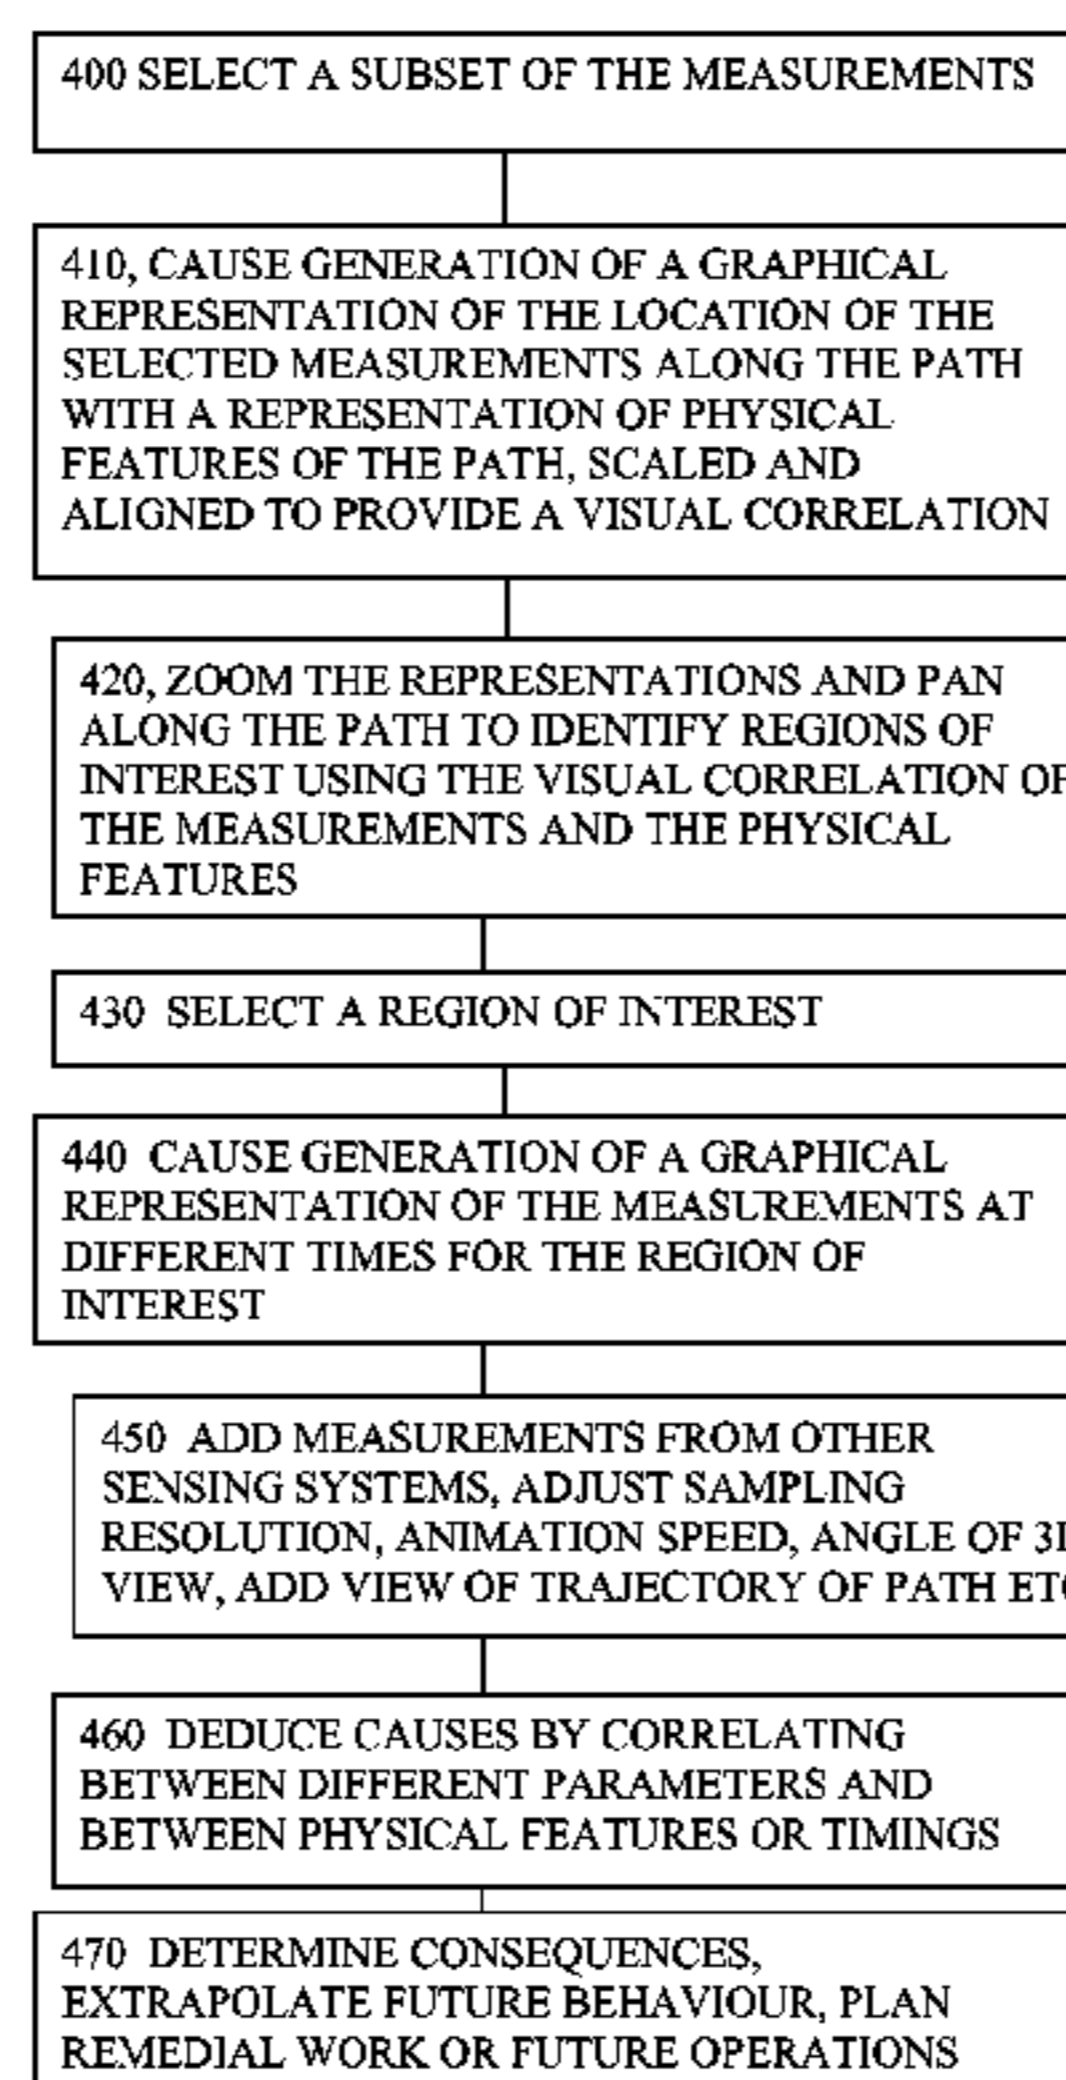 400 SELECT A SUBSET OF THE MEASUREMENTS
410, CAUSE GENERATION OF A GRAPHICAL
REPRESENTATION OF THE LOCATION OF THE
SELECTED MEASUREMENTS ALONG THE PATH
WITH A REPRESENTATION OF PHYSICAL
FEATURES OF THE PATH, SCALED AND
ALIGNED TO PROVIDE A VISUAL CORRELATION
420, ZOOM THE REPRESENTATIONS AND PAN
ALONG THE PATH TO IDENTIFY REGIONS OF
INTEREST USING THE VISUAL CORRELATION OF
THE MEASUREMENTS AND THE PHYSICAL
FEATURES
430 SELECT A REGION OF INTEREST
440 CAUSE GENERATION OF A GRAPHICAL
REPRESENTATION OF THE MEASUREMENTS AT
DIFFERENT TIMES FOR THE REGION OF
INTEREST
450 ADD MEASUREMENTS FROM OTHER
SENSING SYSTEMS, ADJUST SAMPLING
RESOLUTION, ANIMATION SPEED, ANGLE OF
VIEW, ADD VIEW OF TRAJECTORY OF PATH
460 DEDUCE CAUSES BY CORRELATING
BETWEEN DIFFERENT PARAMETERS AND
BETWEEN PHYSICAL FEATURES OR TIMINGS
470 DETERMINE CONSEQUENCES,
EXTRAPOLATE FUTURE BEHAVIOUR, PLAN
REMEDIAL WORK OR FUTURE OPERATIONS